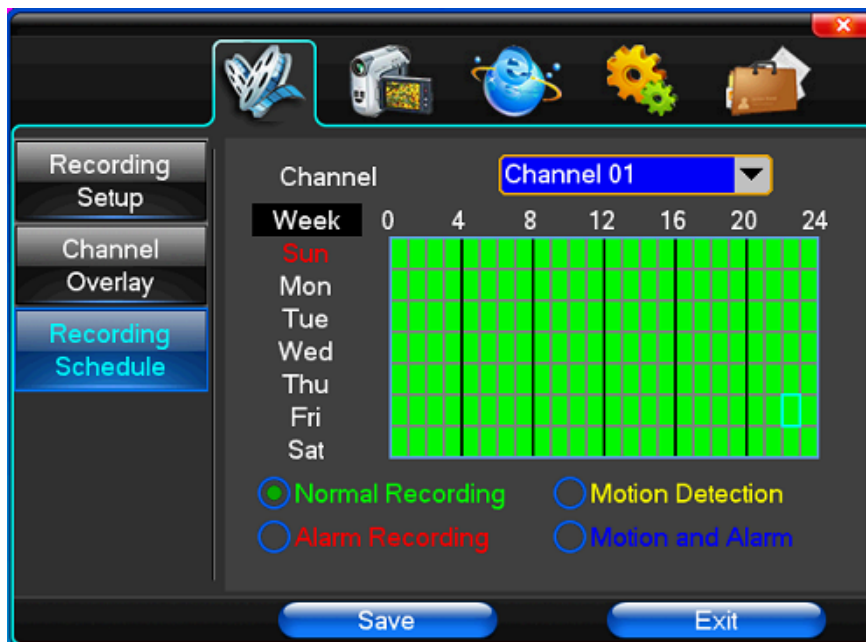 Recording
Setup
Channel
Overlay
Recording
Schedule
Channel Channel 01
Week 0 4 8 12 16 20 24
Sun
Mon
Tue
Wed
Thu
Fri
Sat
Normal Recording Motion Detection
Alarm Recording Motion and Alarm
Save Exit